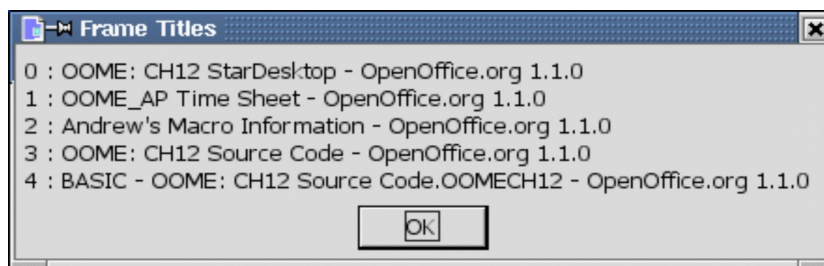 Frame Titles
0 : OOME: CH12 StarDesktop - OpenOffice.org 1.1.0
1 : OOME_AP Time Sheet - OpenOffice.org 1.1.0
2 : Andrew's Macro Information - OpenOffice.org 1.1.0
3 : OOME: CH12 Source Code - OpenOffice.org 1.1.0
4 : BASIC - OOME: CH12 Source Code.OOMECH12 - OpenOffice.org 1.1.0
OK